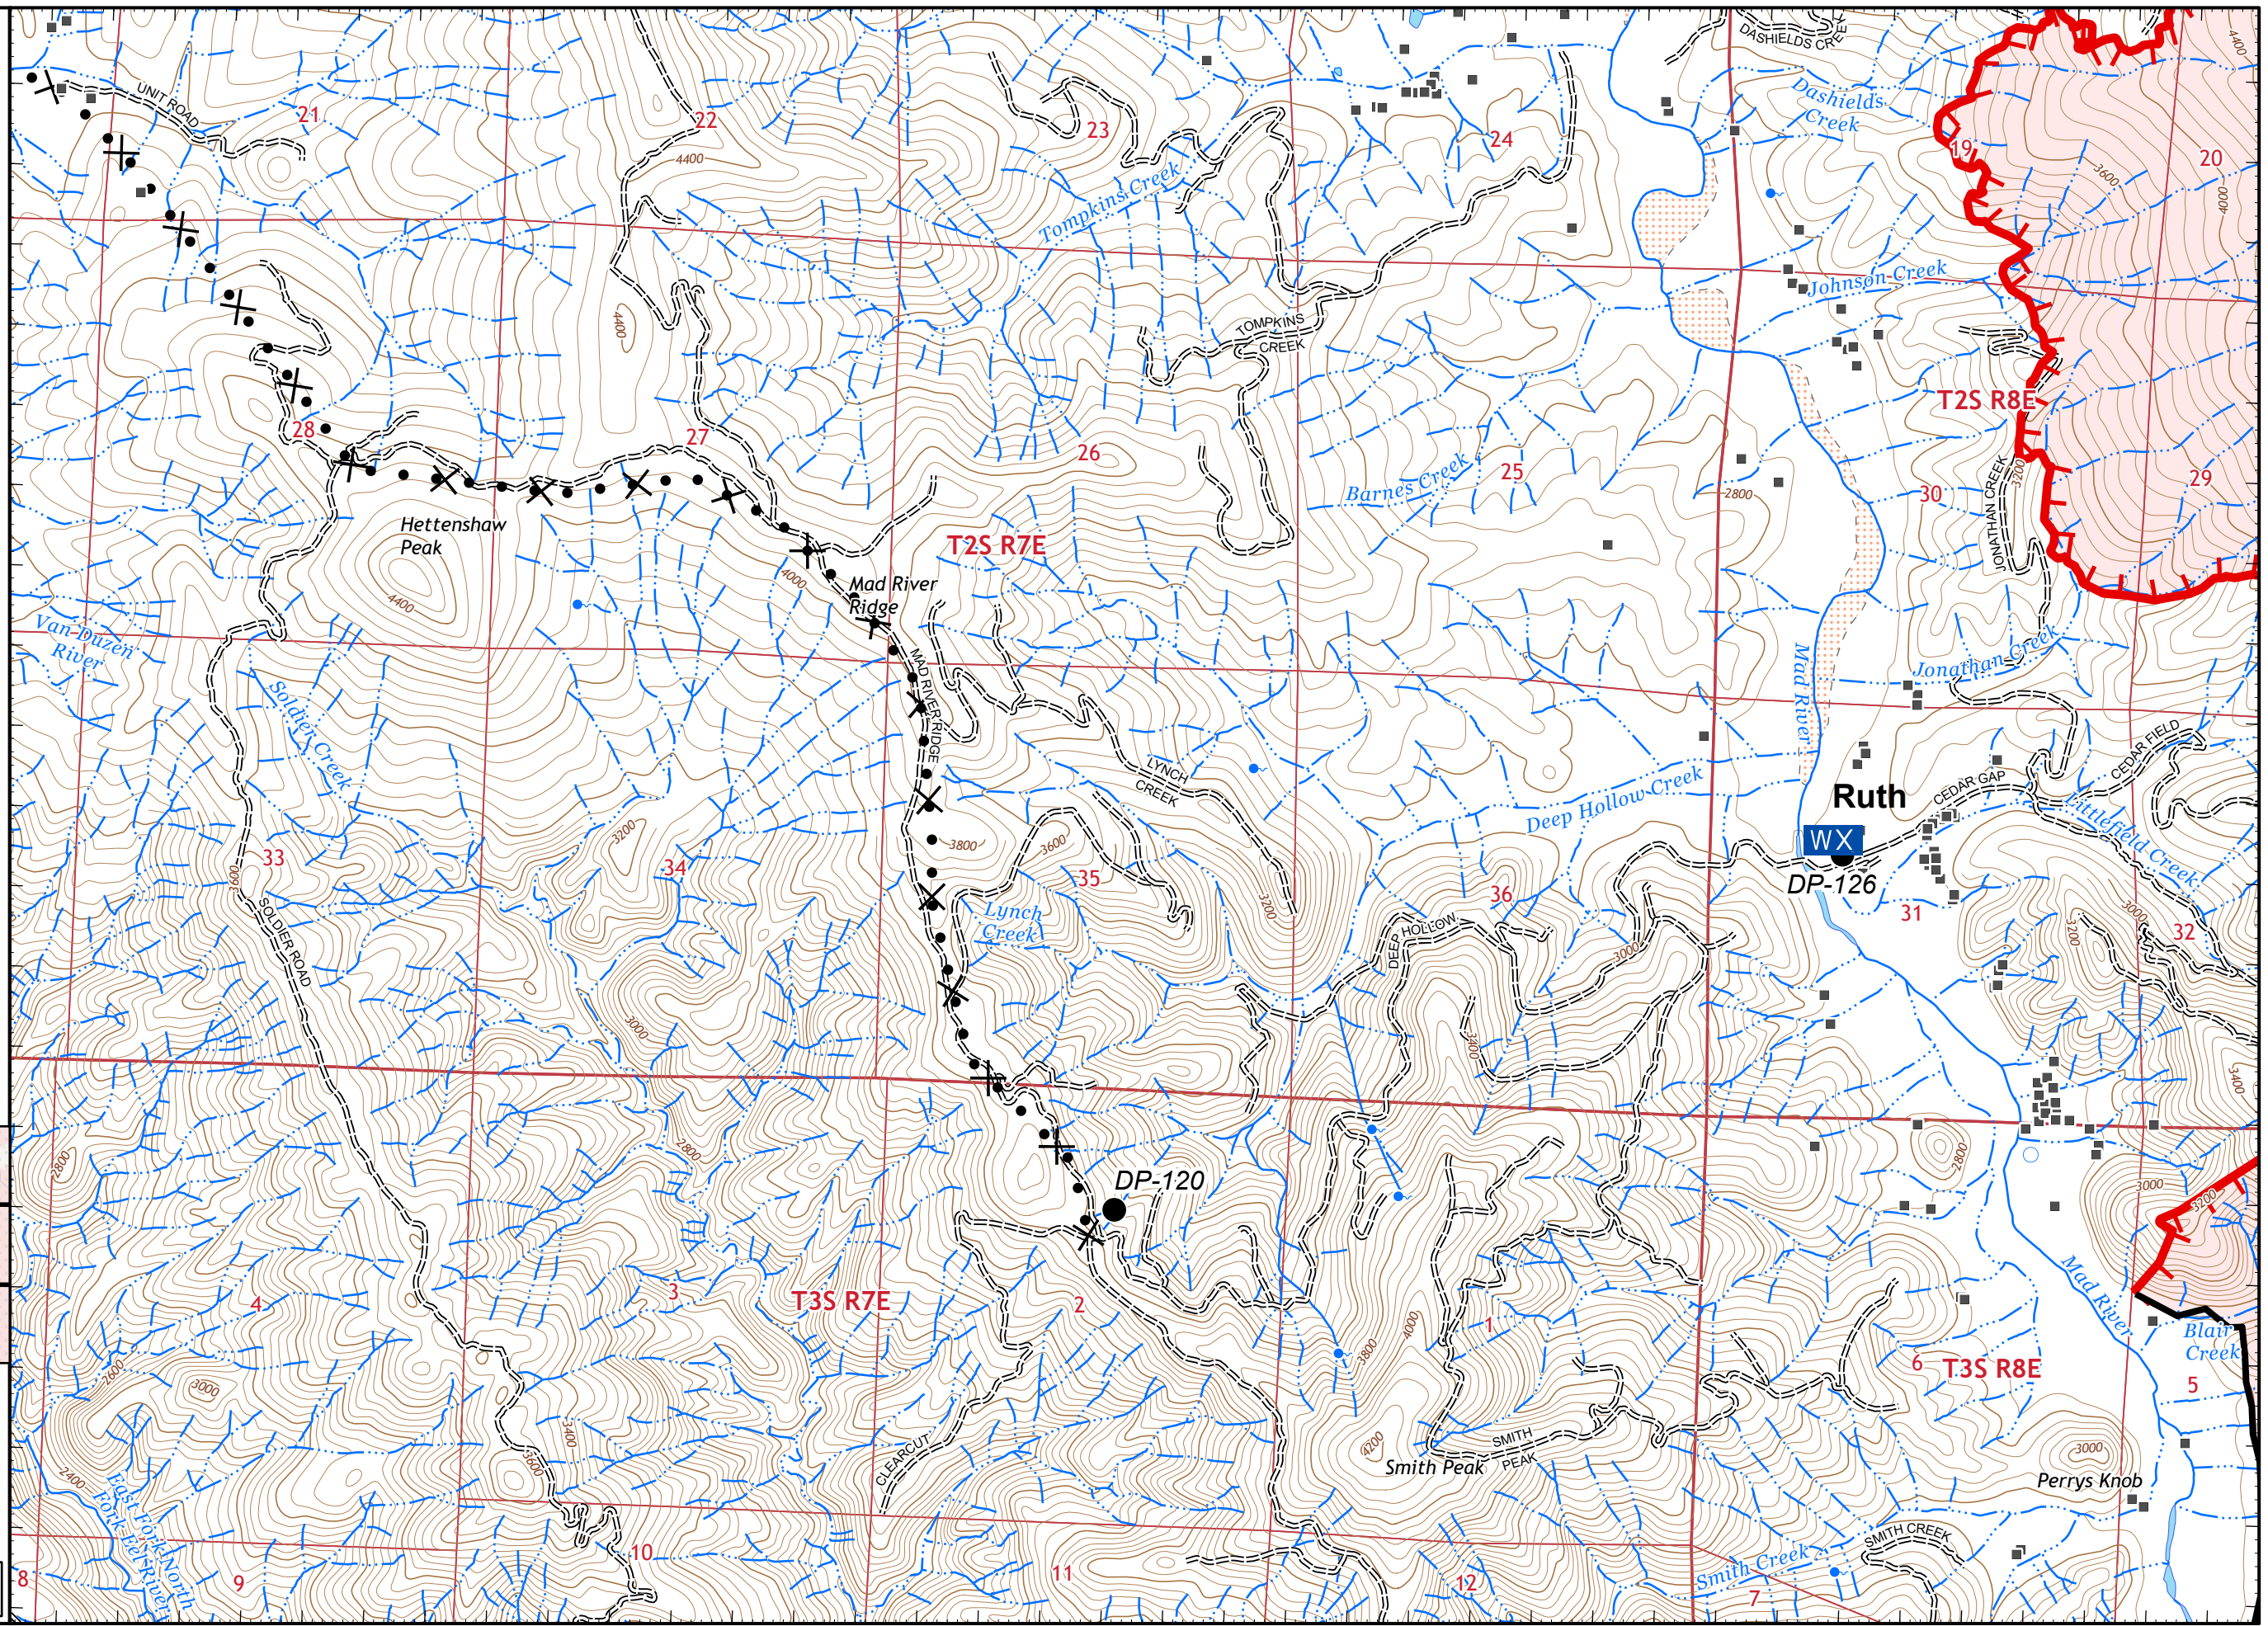 DASHIELDS CREEK
4400
UNIT ROAD
21
22
23
24
Dashields
Creek
19
20
4400
Tompkins Creek
3600
4000
Johnson Creek
4400
TOMPKINS
CREEK
T2S R8E
28
27
26
25
Barnes Creek
2800
30
JONATHAN CREEK
3200
29
Hettenshaw
Peak
T2S R7E
4000
Mad River
Ridge
4400
Van Duzen
River
Soldier Creek
MAD RIVER RIDGE
Mad River
Jonathan Creek
LYNCH
CREEK
CEDAR FIELD
CEDAR GAP
Ruth
Deep Hollow Creek
Littlefield Creek
WX
3200
3800
3600
33
34
35
36
DP-126
3600
3200
31
Lynch
Creek
DEEP HOLLOW
3000
3200
3000
32
SOLDIER ROAD
3000
3400
3400
2800
2800
2800
DP-120
3000
3200
4
3
T3S R7E
2
1
4000
3800
Mad River
Blair
Creek
6
T3S R8E
5
2600
3000
3400
3600
CLEARCUT
4200
SMITH
PEAK
Smith Peak
3000
Perrys Knob
2400
East Fork North
Fork Eel River
SMITH CREEK
Smith Creek
8
9
10
11
12
7